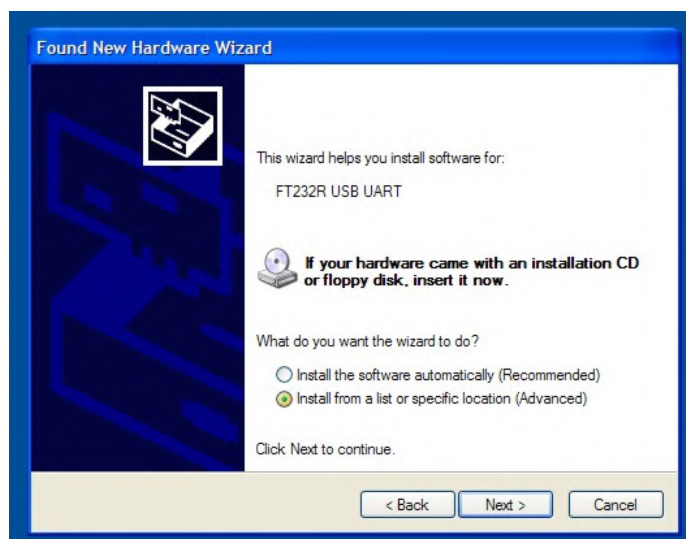 Found New Hardware Wizard
This wizard helps you install software for:
FT232R USB UART
If your hardware came with an installation CD
or floppy disk, insert it now.
What do you want the wizard to do?
Install the software automatically (Recommended)
Install from a list or specific location (Advanced)
Click Next to continue.
< Back Next > Cancel